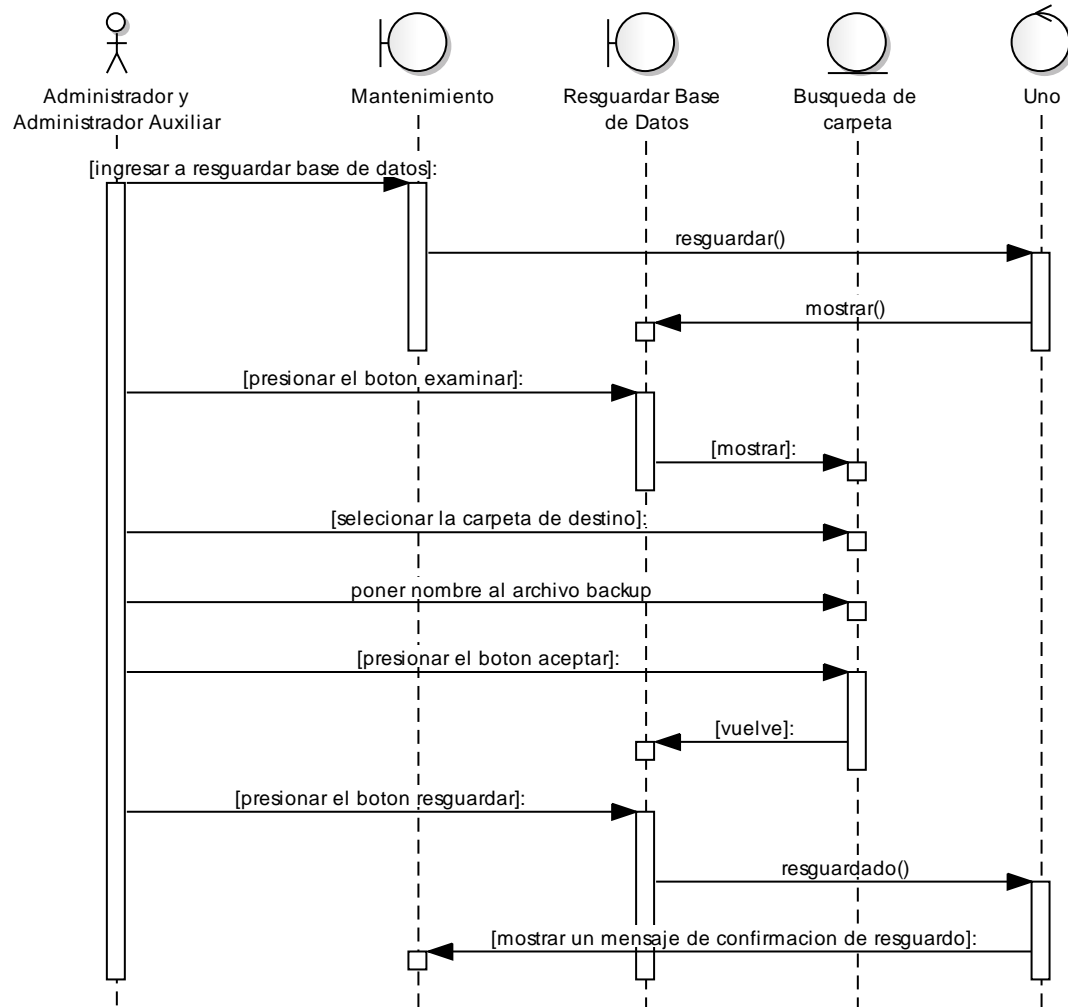 Administrador y
Administrador Auxiliar
Mantenimiento
Resguardar Base
de Datos
Busqueda de
carpeta
Uno
[ingresar a resguardar base de datos]:
resguardar()
mostrar()
[presionar el boton examinar]:
[mostrar]:
[selecionar la carpeta de destino]:
poner nombre al archivo backup
[presionar el boton aceptar]:
[vuelve]:
[presionar el boton resguardar]:
resguardado()
[mostrar un mensaje de confirmacion de resguardo]: